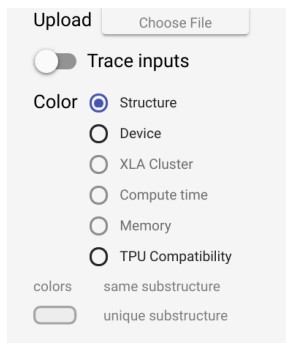 Upload Choose File
Trace inputs
Color Structure
Device
XLA Cluster
Compute time
Memory
TPU Compatibility
colors same substructure
unique substructure